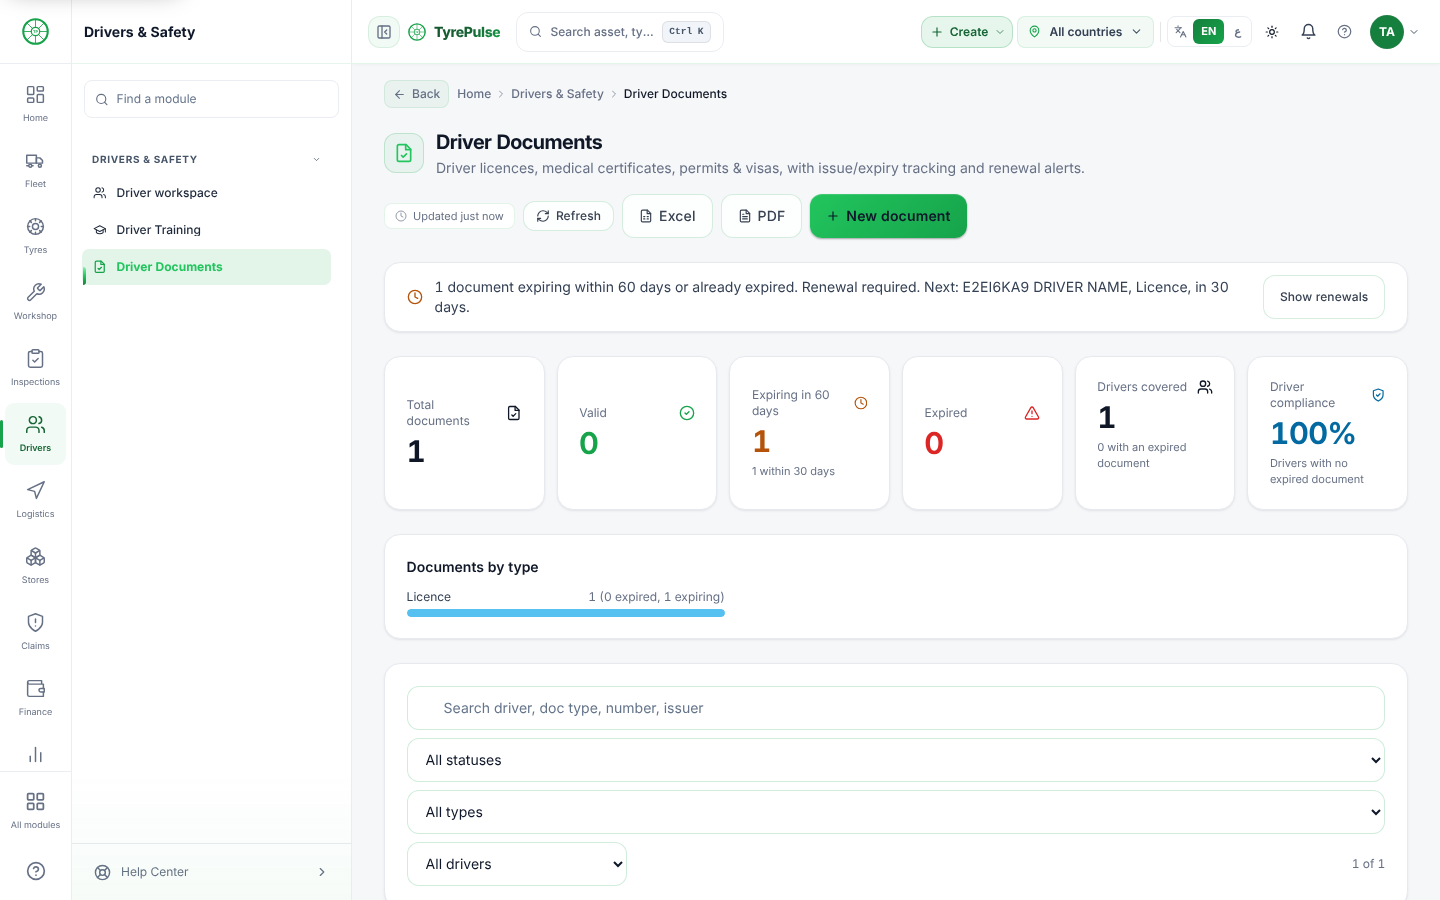 Drivers & Safety
TyrePulse
Search asset, ty...
Ctrl K
Create
All countries
EN
ع
TA
Home
Fleet
Tyres
Workshop
Inspections
Drivers
Logistics
Stores
Claims
Finance
All modules
Find a module
DRIVERS & SAFETY
Driver workspace
Driver Training
Driver Documents
Help Center
Back
Home
Drivers & Safety
Driver Documents
Driver Documents
Driver licences, medical certificates, permits & visas, with issue/expiry tracking and renewal alerts.
Updated just now
Refresh
Excel
PDF
New document
1 document expiring within 60 days or already expired. Renewal required. Next: E2EI6KA9 DRIVER NAME, Licence, in 30
days.
Show renewals
Total
documents
1
Valid
0
Expiring in 60
days
1
1 within 30 days
Expired
0
Drivers covered
1
0 with an expired
document
Driver
compliance
100%
Drivers with no
expired document
Documents by type
Licence
1 (0 expired, 1 expiring)
Search driver, doc type, number, issuer
All statuses
All types
All drivers
1 of 1